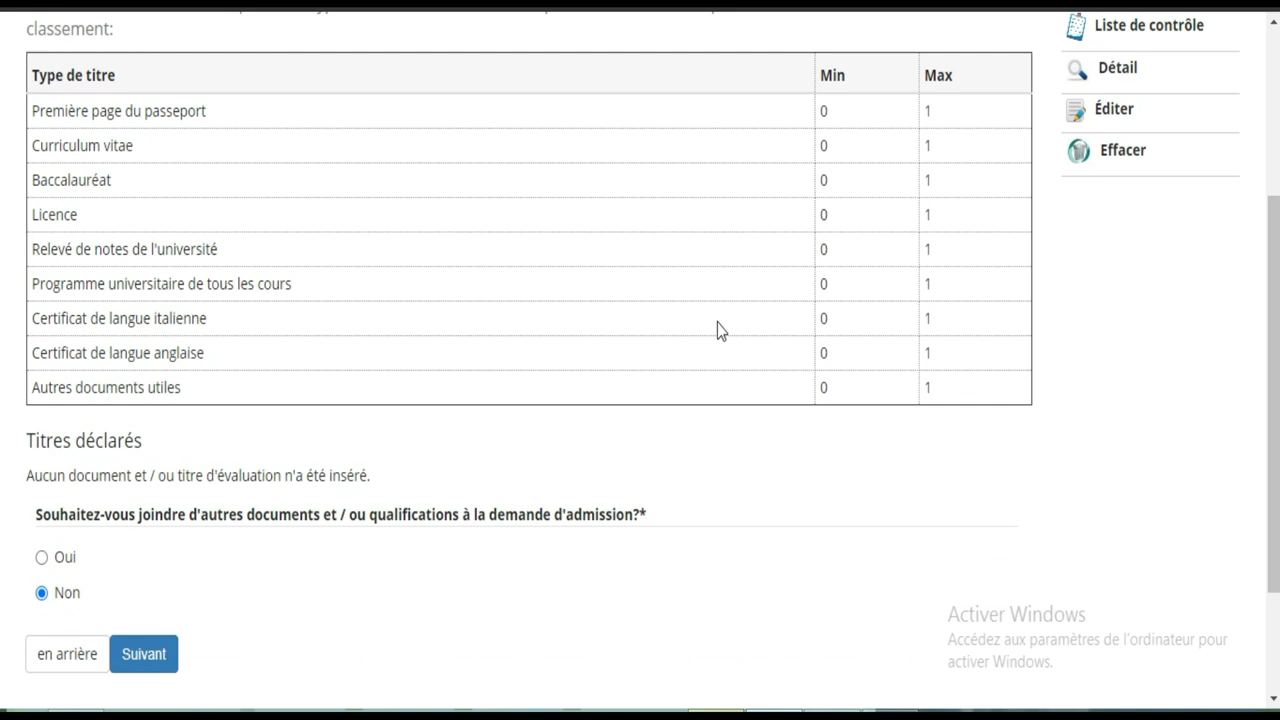 classement:
Type de titre Min Max
Première page du passeport 0 1
Curriculum vitae 0 1
Baccalauréat 0 1
Licence 0 1
Relevé de notes de l'université 0 1
Programme universitaire de tous les cours 0 1
Certificat de langue italienne 0 1
Certificat de langue anglaise 0 1
Autres documents utiles 0 1
Titres déclarés
Aucun document et / ou titre d'évaluation n'a été inséré.
Souhaitez-vous joindre d'autres documents et / ou qualifications à la demande d'admission?*
Oui
Non
en arrière Suivant
Liste de contrôle
Détail
Éditer
Effacer
Activer Windows
Accédez aux paramètres de l'ordinateur pour
activer Windows.